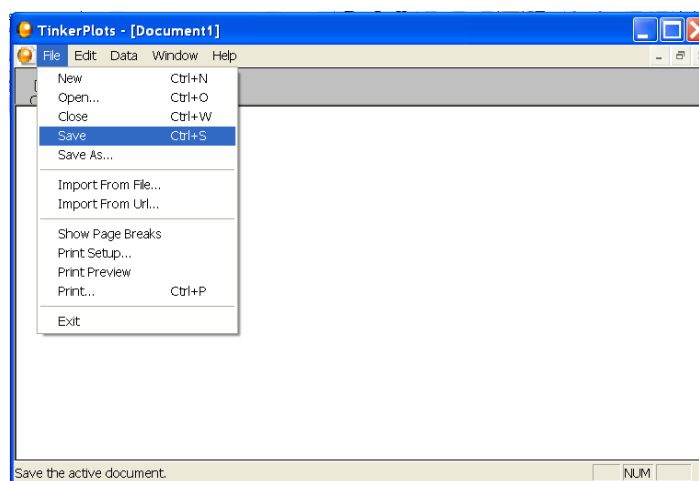 TinkerPlots - [Document1]
File Edit Data Window Help
New Ctrl+N
Open... Ctrl+O
Close Ctrl+W
Save Ctrl+S
Save As...
Import From File...
Import From Url...
Show Page Breaks
Print Setup...
Print Preview
Print... Ctrl+P
Exit
Save the active document. NUM